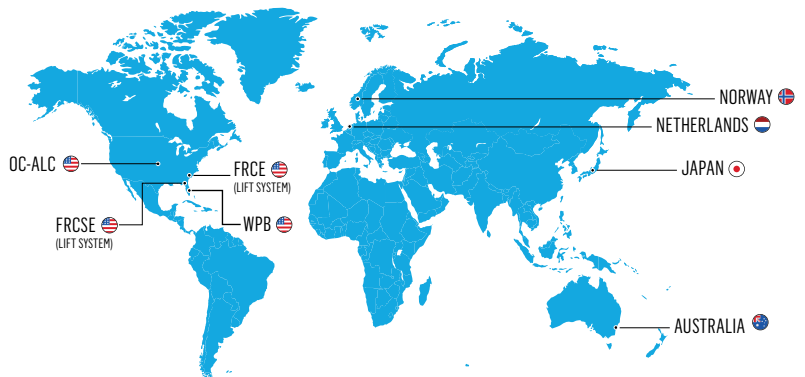 NORWAY
NETHERLANDS
OC-ALC
FRCE
(LIFT SYSTEM)
JAPAN
FRCSE
(LIFT SYSTEM)
WPB
AUSTRALIA